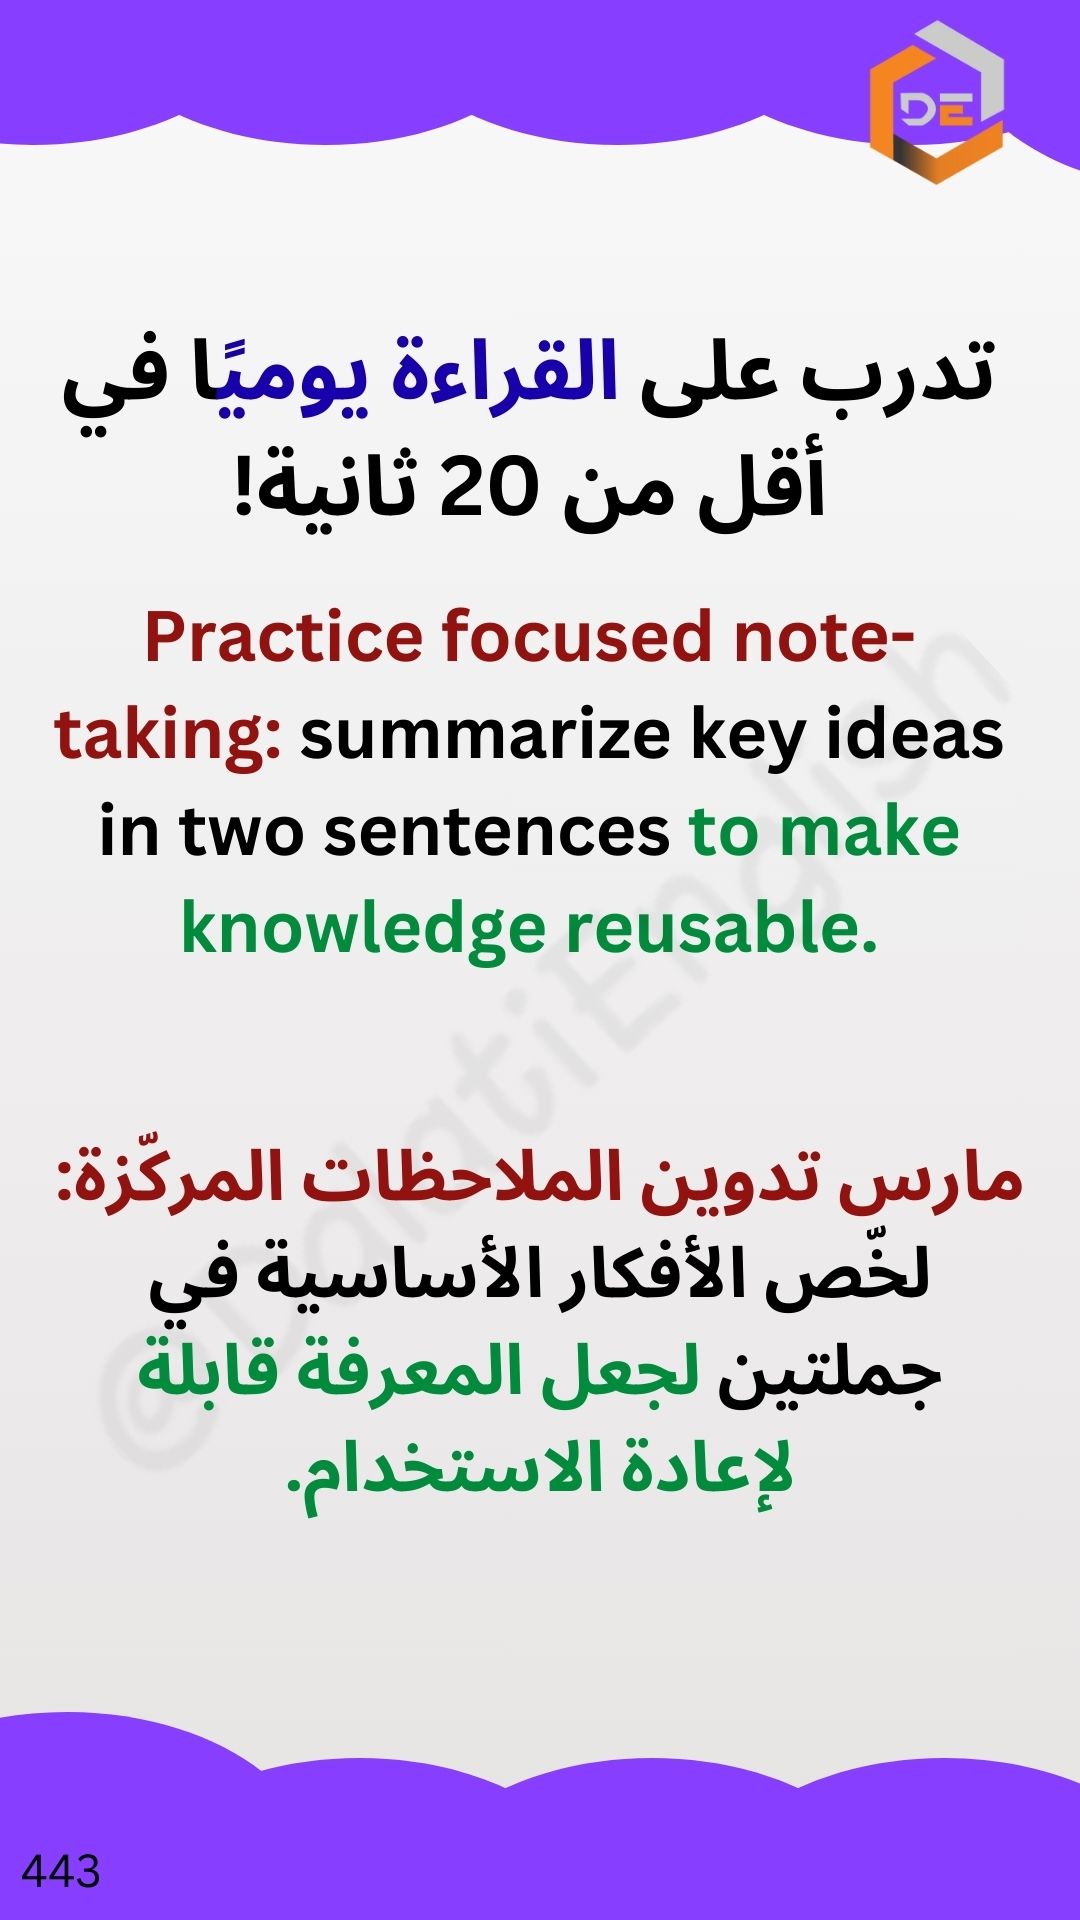 DE
تدرب على القراءة يوميًا في
أقل من 20 ثانية!
Practice focused note-
taking: summarize key ideas
in two sentences to make
knowledge reusable.
@DalatiEnglish
مارس تدوين الملاحظات المركّزة:
لخّص الأفكار الأساسية في
جملتين لجعل المعرفة قابلة
لإعادة الاستخدام.
443